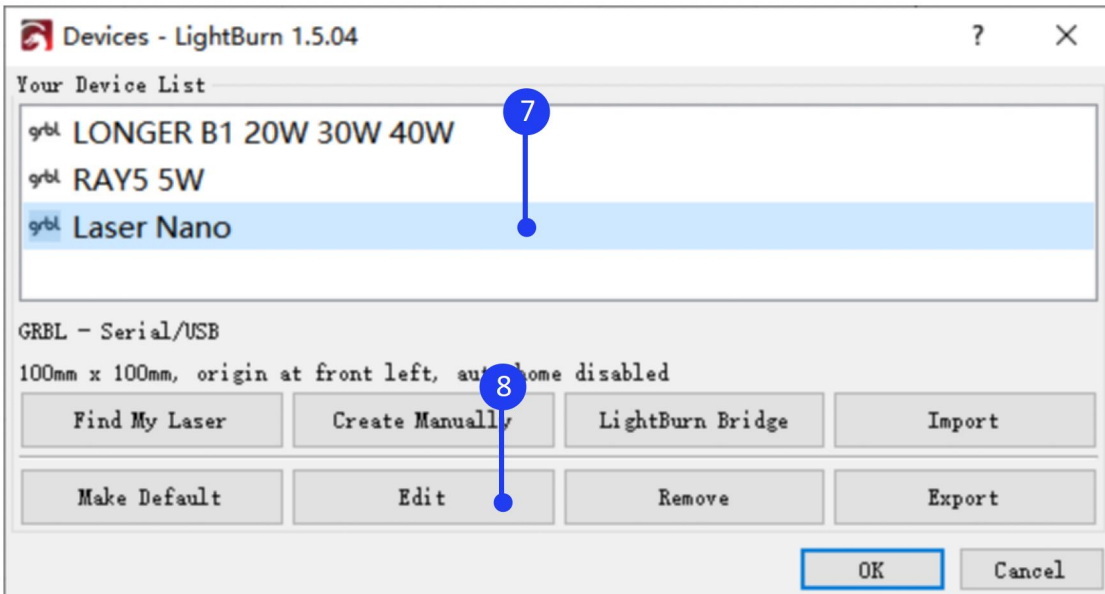 Devices - LightBurn 1.5.04
?
Your Device List
7
grbl LONGER B1 20W 30W 40W
grbl RAY5 5W
grbl Laser Nano
GRBL - Serial/USB
100mm x 100mm, origin at front left, auto home disabled
8
Find My Laser Create Manually LightBurn Bridge Import
Make Default Edit Remove Export
OK Cancel